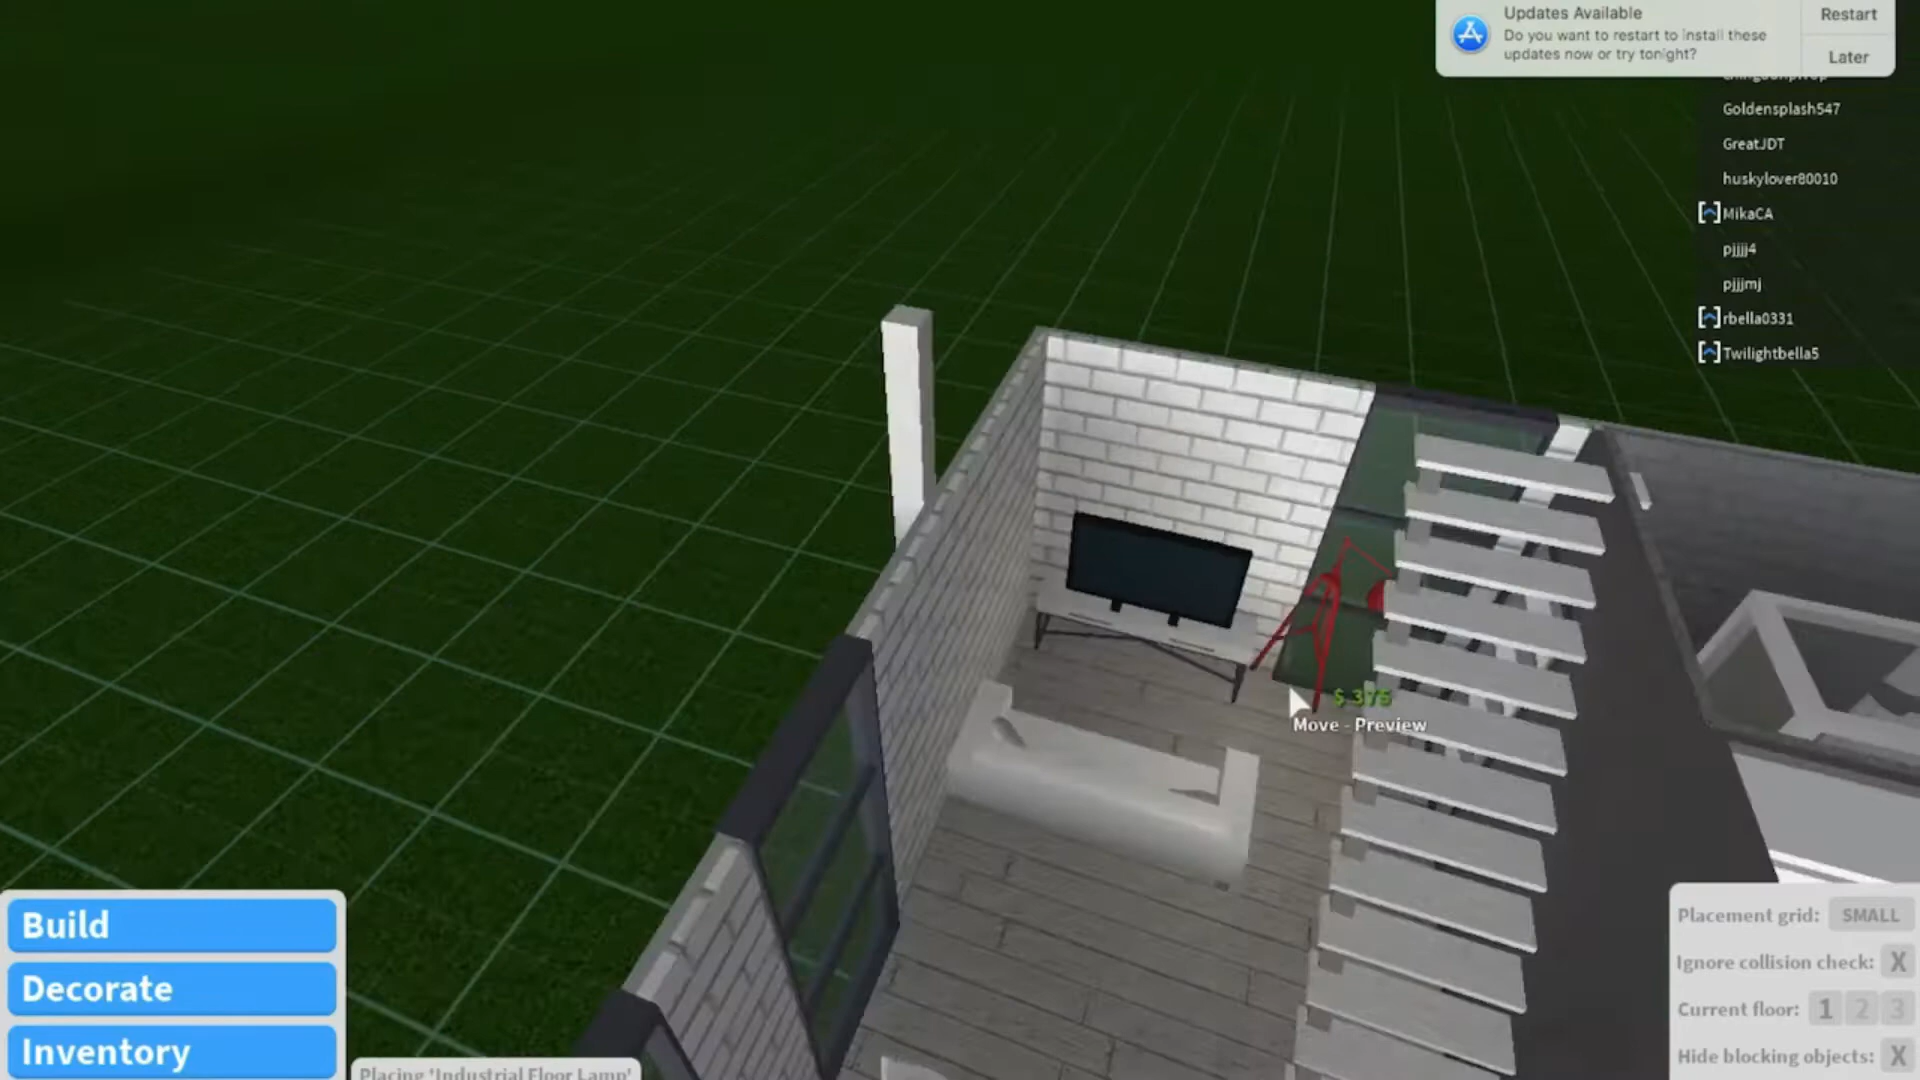 Updates Available
Do you want to restart to install these
updates now or try tonight?
Restart
Later
Goldensplash547
GreatJDT
huskylover80010
MikaCA
pjjjj4
pjjjmj
rbella0331
Twilightbella5
$ 375
Move - Preview
Build
Decorate
Inventory
Placing 'Industrial Floor Lamp'
Placement grid: SMALL
Ignore collision check: X
Current floor: 1 2 3
Hide blocking objects: X